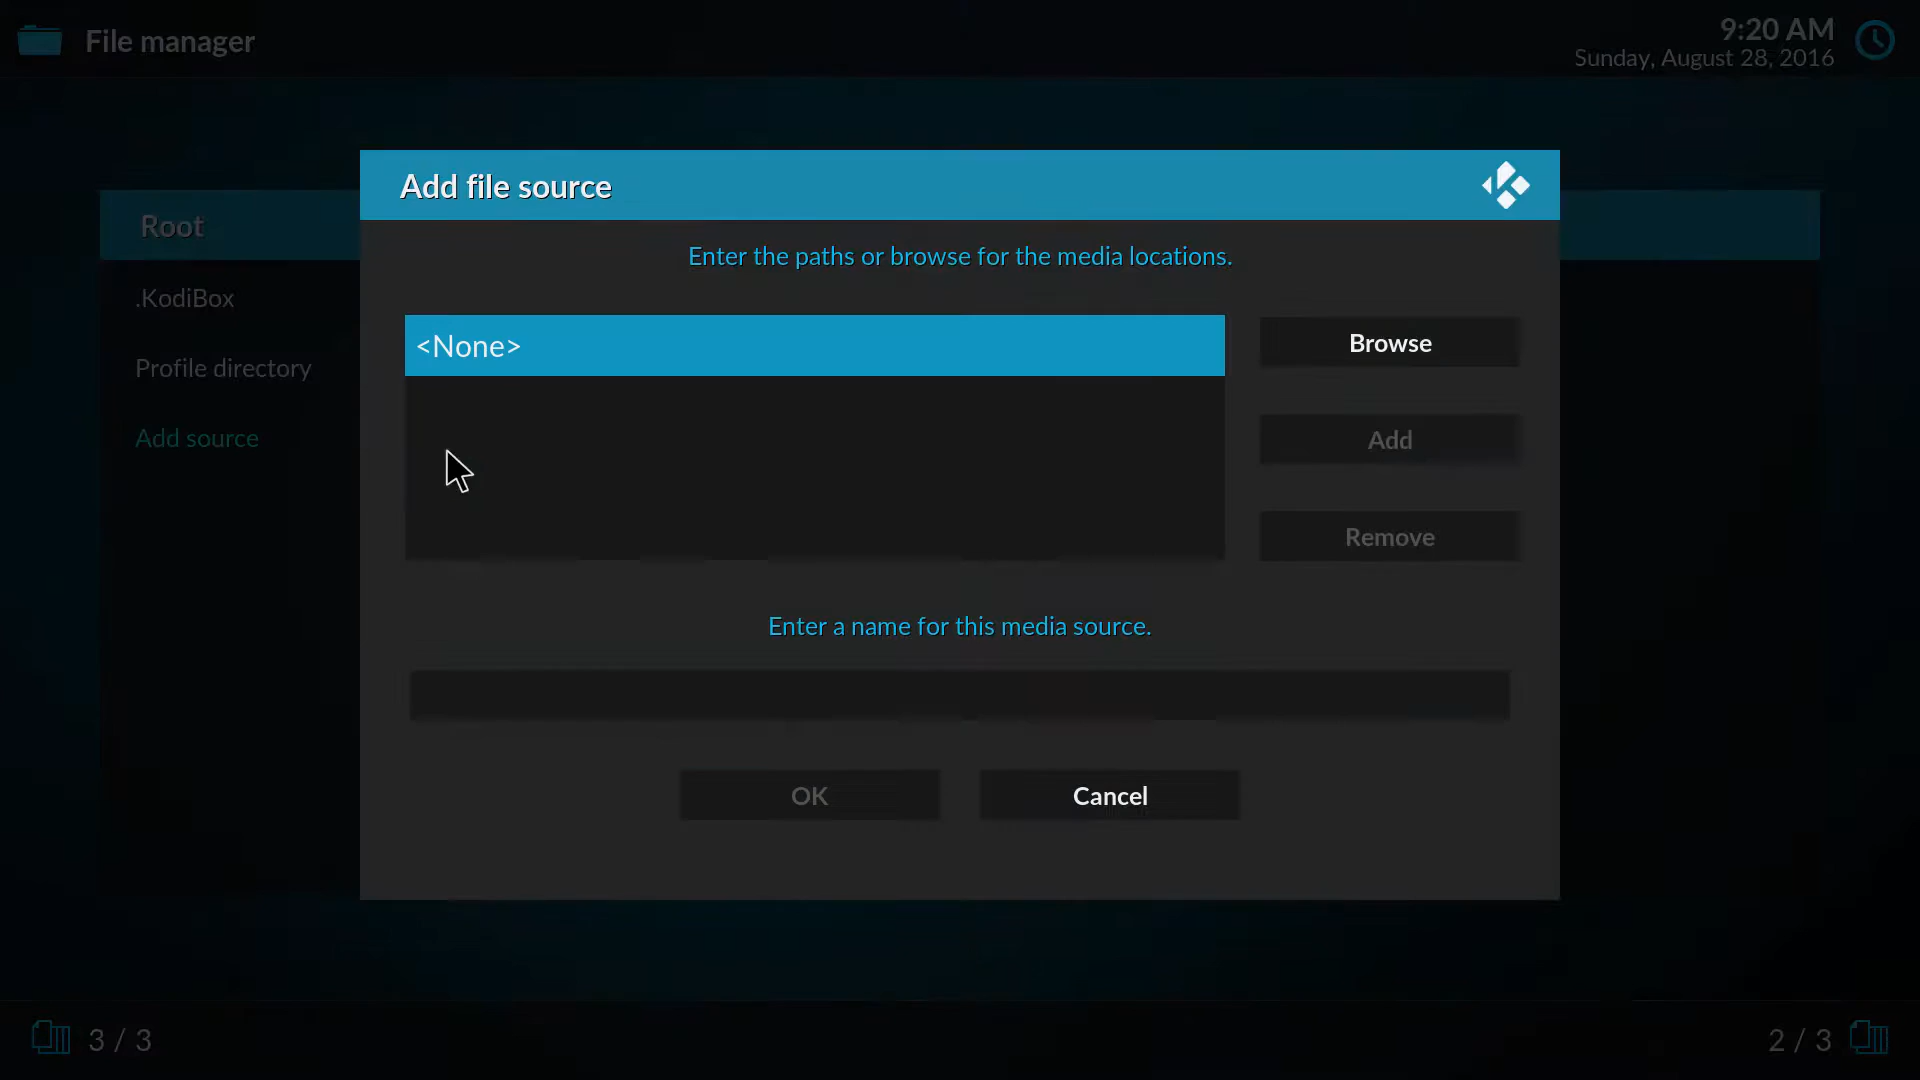 File manager
9:20 AM
Sunday, August 28, 2016
Add file source
Root
Enter the paths or browse for the media locations.
.KodiBox
<None>
Browse
Profile directory
Add source
Add
Remove
Enter a name for this media source.
OK
Cancel
3 / 3
2 / 3